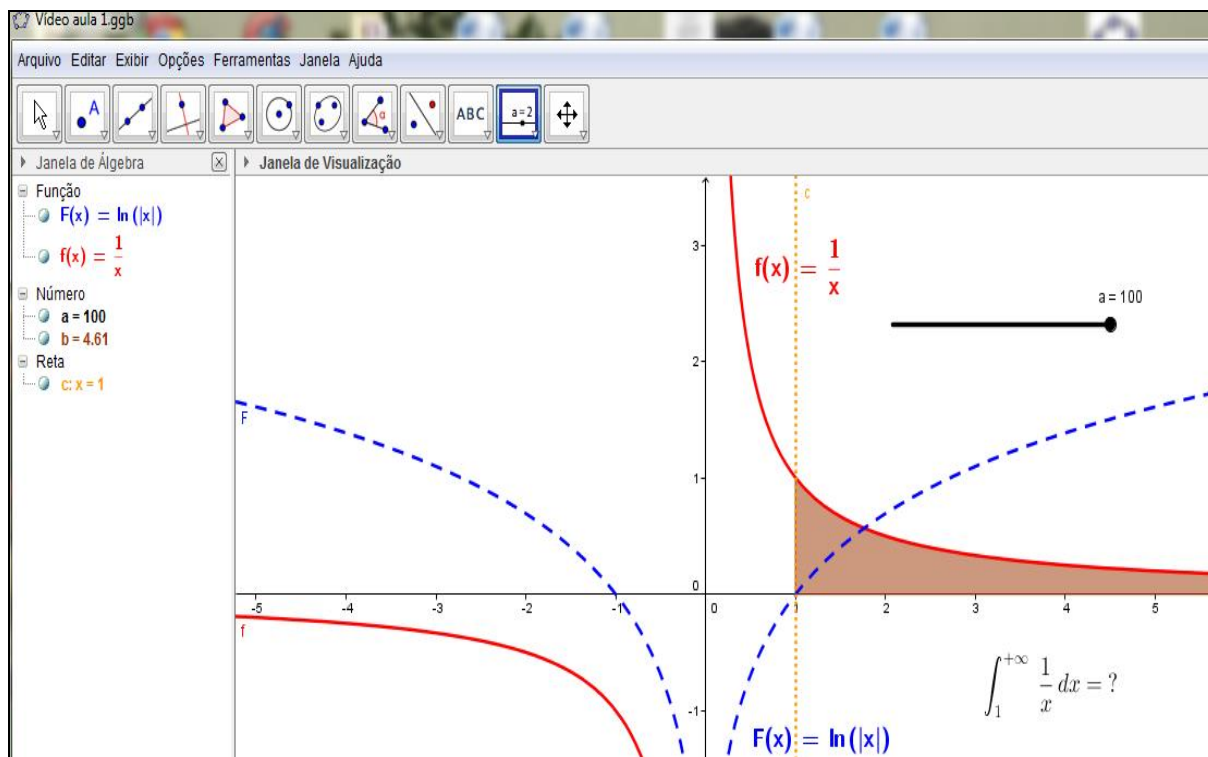 Vídeo aula 1.ggb
Arquivo Editar Exibir Opções Ferramentas Janela Ajuda
A
α
ABC
a=2
Janela de Álgebra
Janela de Visualização
Função
F(x) = ln (|x|)
f(x) = 1/x
Número
a = 100
b = 4.61
Reta
c: x = 1
c
3
f(x) = 1/x
a = 100
2
F
1
0
-5 -4 -3 -2 -1 0 1 2 3 4 5
f
∫₁^{+∞} 1/x dx = ?
-1
F(x) = ln (|x|)